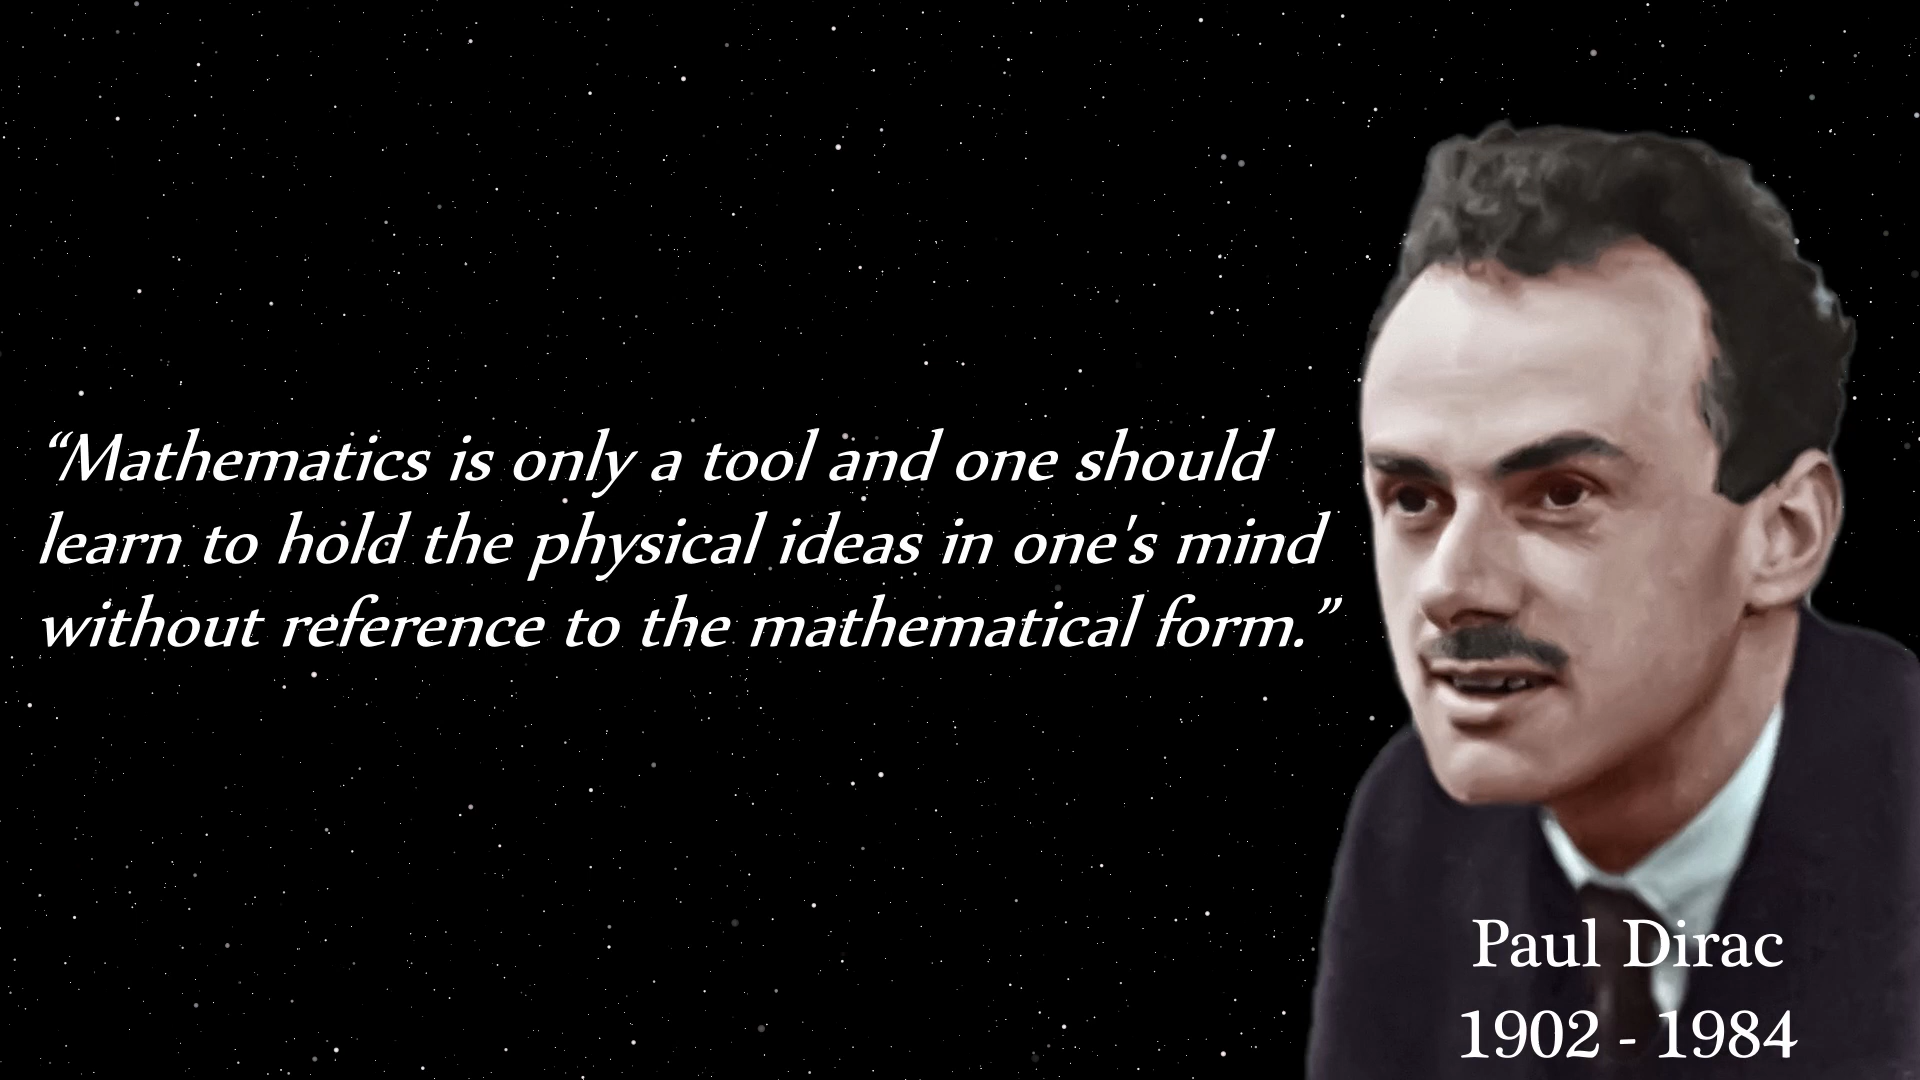 “Mathematics is only a tool and one should
learn to hold the physical ideas in one's mind
without reference to the mathematical form.”
Paul Dirac
1902 - 1984